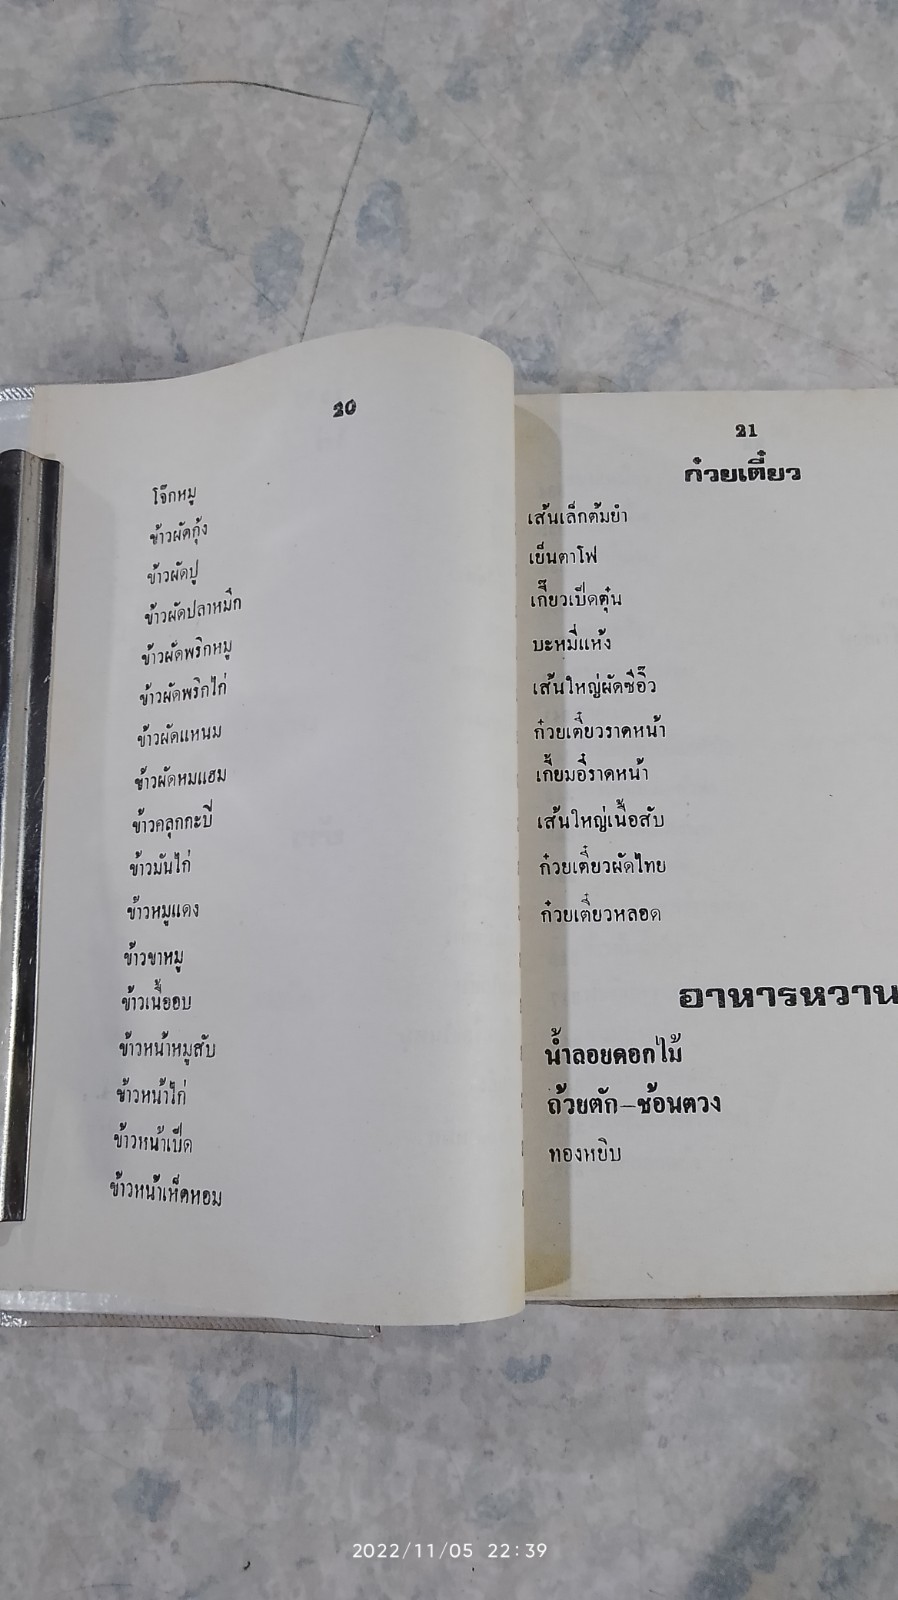 20
โจ๊กหมู
ข้าวผัดกุ้ง
ข้าวผัดปู
ข้าวผัดปลาหมึก
ข้าวผัดพริกหมู
ข้าวผัดพริกไก่
ข้าวผัดแหนม
ข้าวผัดหมแฮม
ข้าวคลุกกะปี
ข้าวมันไก่
ข้าวหมูแดง
ข้าวขาหมู
ข้าวเนื้ออบ
ข้าวหน้าหมูสับ
ข้าวหน้าไก่
ข้าวหน้าเป็ด
ข้าวหน้าเห็ดหอม
21
ก๋วยเตี๋ยว
เส้นเล็กต้มยำ
เย็นตาโฟ
เกี๊ยวเป็ดตุ๋น
บะหมี่แห้ง
เส้นใหญ่ผัดซีอิ๊ว
ก๋วยเตี๋ยวราดหน้า
เกี้ยมอี๋ราดหน้า
เส้นใหญ่เนื้อสับ
ก๋วยเตี๋ยวผัดไทย
ก๋วยเตี๋ยวหลอด
อาหารหวาน
น้ำลอยดอกไม้
ถ้วยตัก–ช้อนตวง
ทองหยิบ
2022/11/05 22:39